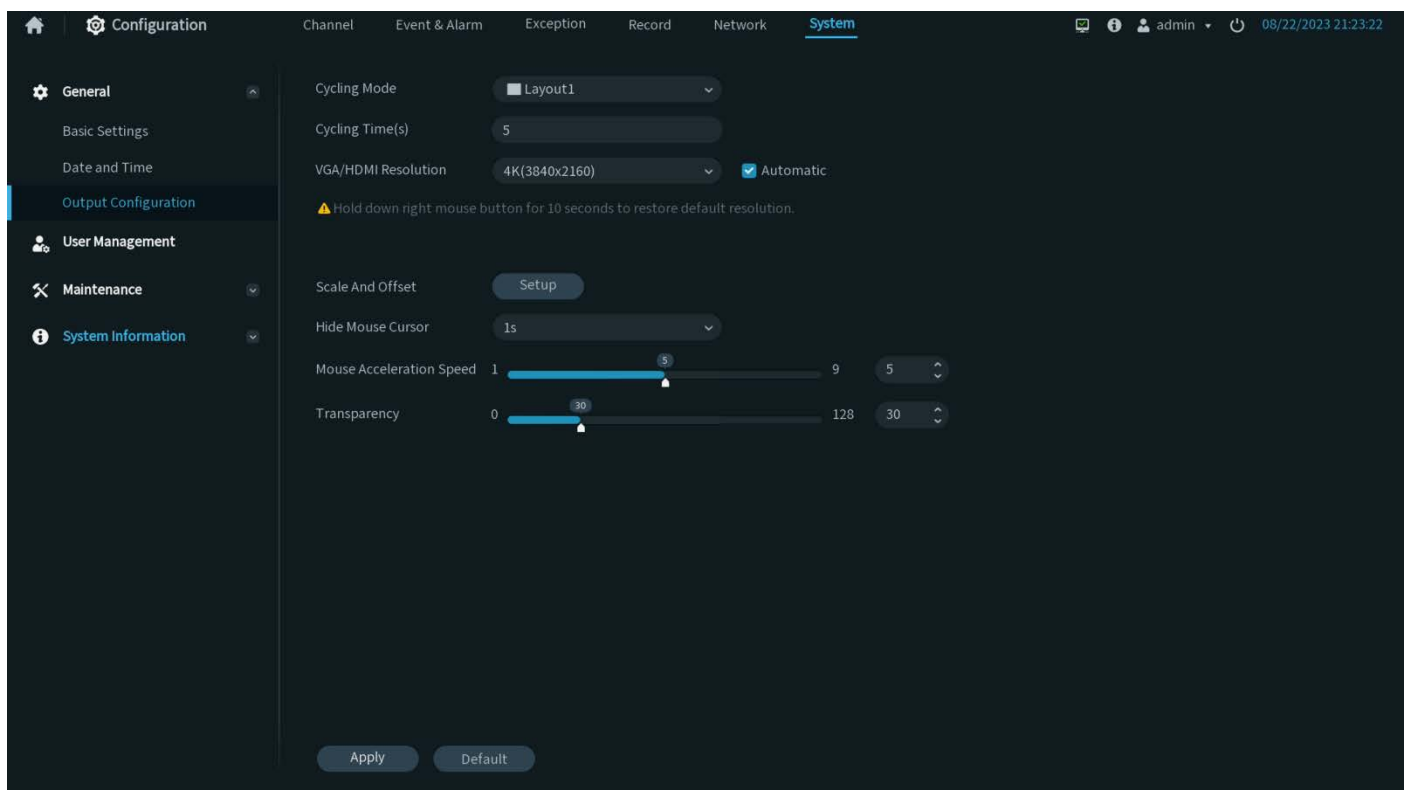 Configuration Channel Event & Alarm Exception Record Network System admin 08/22/2023 21:23:22
General
Basic Settings
Date and Time
Output Configuration
User Management
Maintenance
System Information
Cycling Mode Layout1
Cycling Time(s) 5
VGA/HDMI Resolution 4K(3840x2160) Automatic
Hold down right mouse button for 10 seconds to restore default resolution.
Scale And Offset Setup
Hide Mouse Cursor 1s
Mouse Acceleration Speed 1 5 9 5
Transparency 0 30 128 30
Apply Default